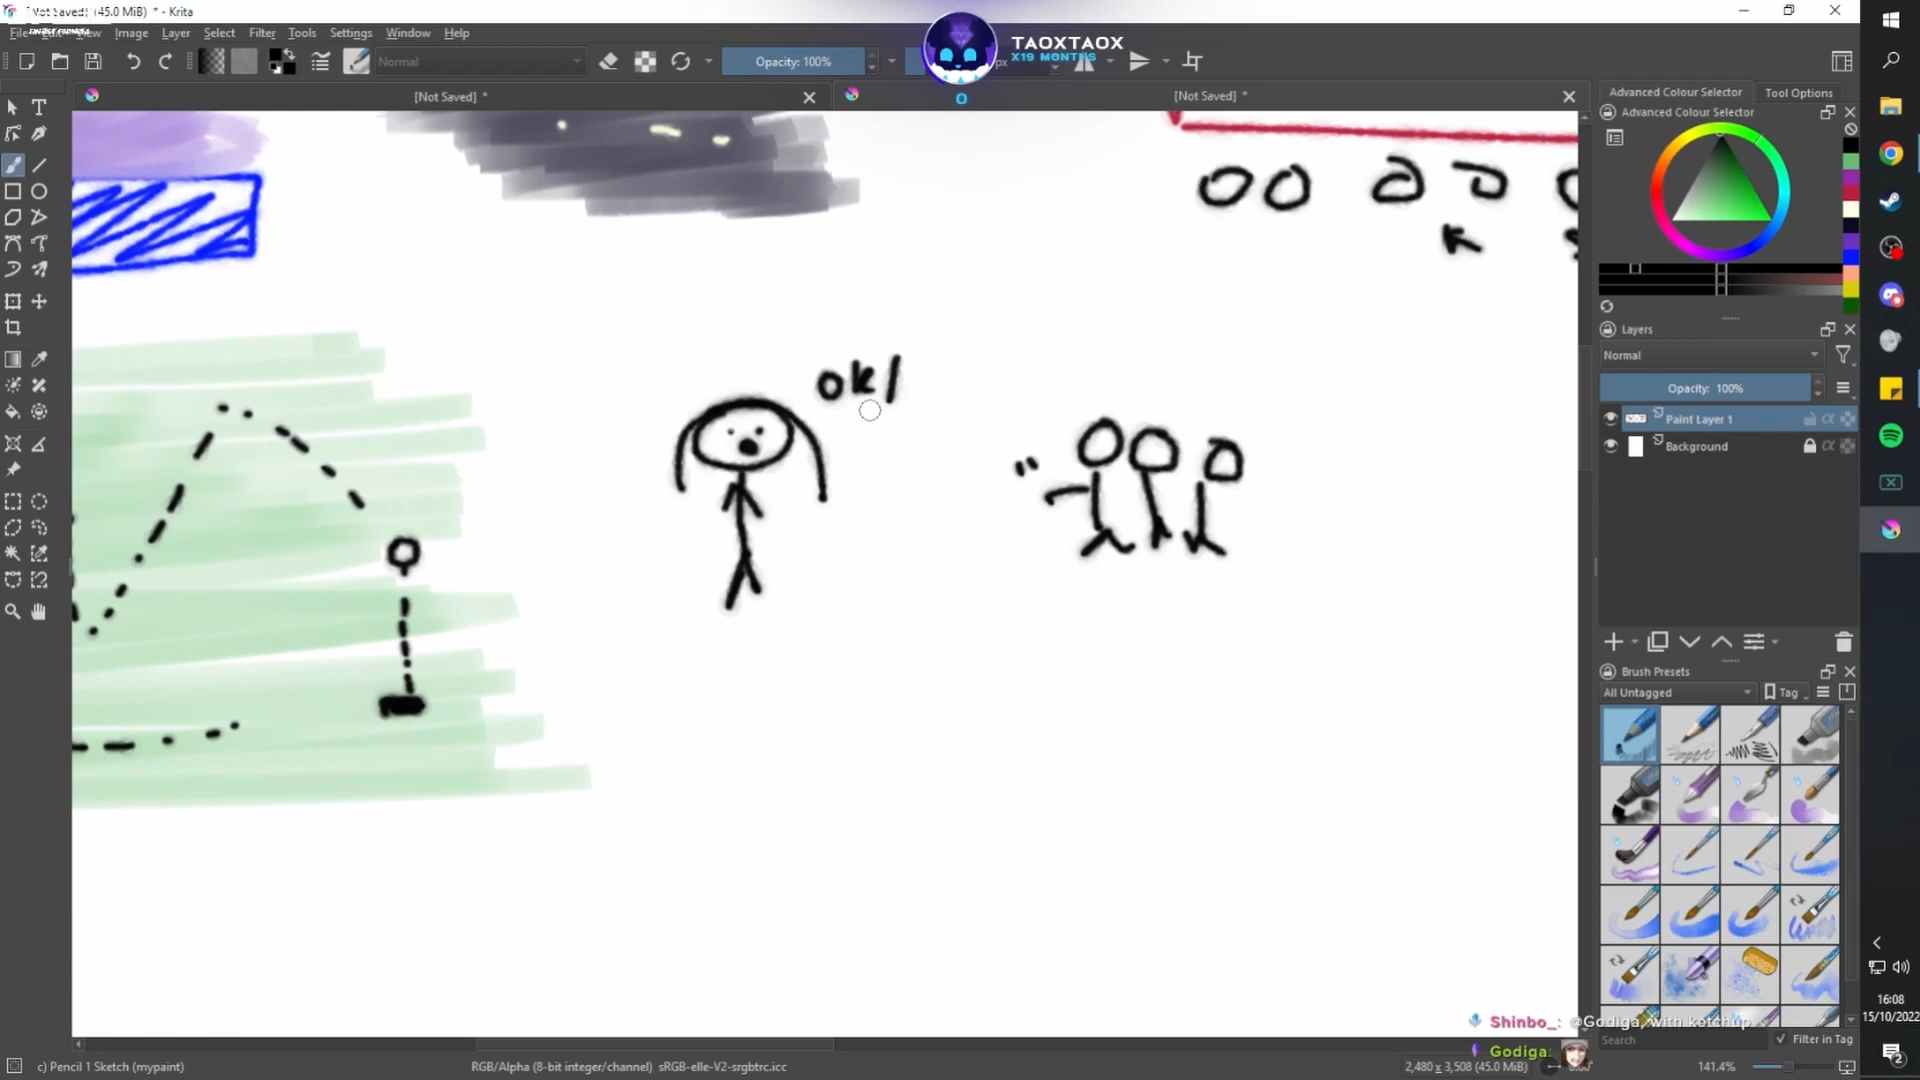 [Not Saved] (45.0 MiB) * - Krita
TAOXTAOX
X19 MONTHS
File Edit View Image Layer Select Filter Tools Settings Window Help
Normal
Opacity: 100%
px
[Not Saved] *
[Not Saved] *
Advanced Colour Selector
Tool Options
Advanced Colour Selector
ok!
Layers
Normal
Opacity: 100%
Paint Layer 1
Background
Brush Presets
All Untagged
Tag
Search
Filter in Tag
Shinbo_: @Godiga, with ketchup
Godiga:
c) Pencil 1 Sketch (mypaint)
RGB/Alpha (8-bit integer/channel) sRGB-elle-V2-srgbtrc.icc
2,480 x 3,508 (45.0 MiB)
141.4%
16:08
15/10/2022
2